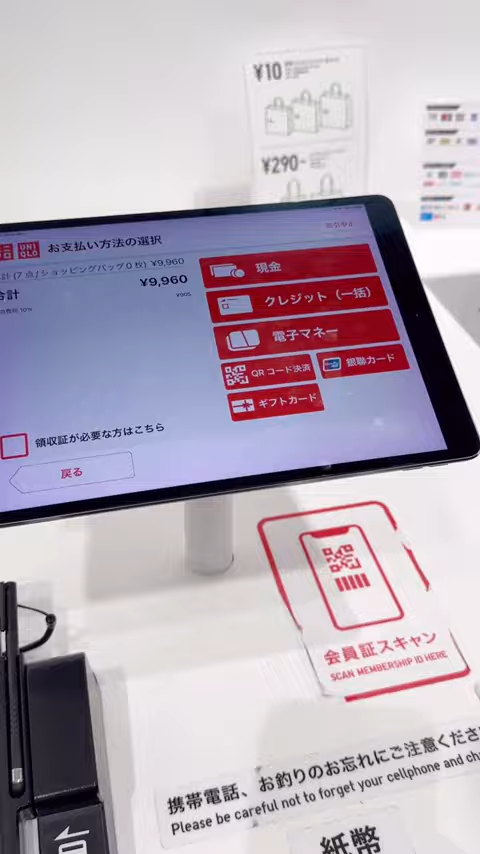 ¥10
¥290-
UNI
QLO
お支払い方法の選択
計 (7 点/ショッピングバッグ 0 枚) ¥9,960
合計 ¥9,960
10% ¥905
現金
クレジット（一括）
電子マネー
QR コード決済
銀聯カード
ギフトカード
領収証が必要な方はこちら
戻る
会員証スキャン
SCAN MEMBERSHIP ID HERE
携帯電話、お釣りのお忘れにご注意くださ
Please be careful not to forget your cellphone and ch
紙幣